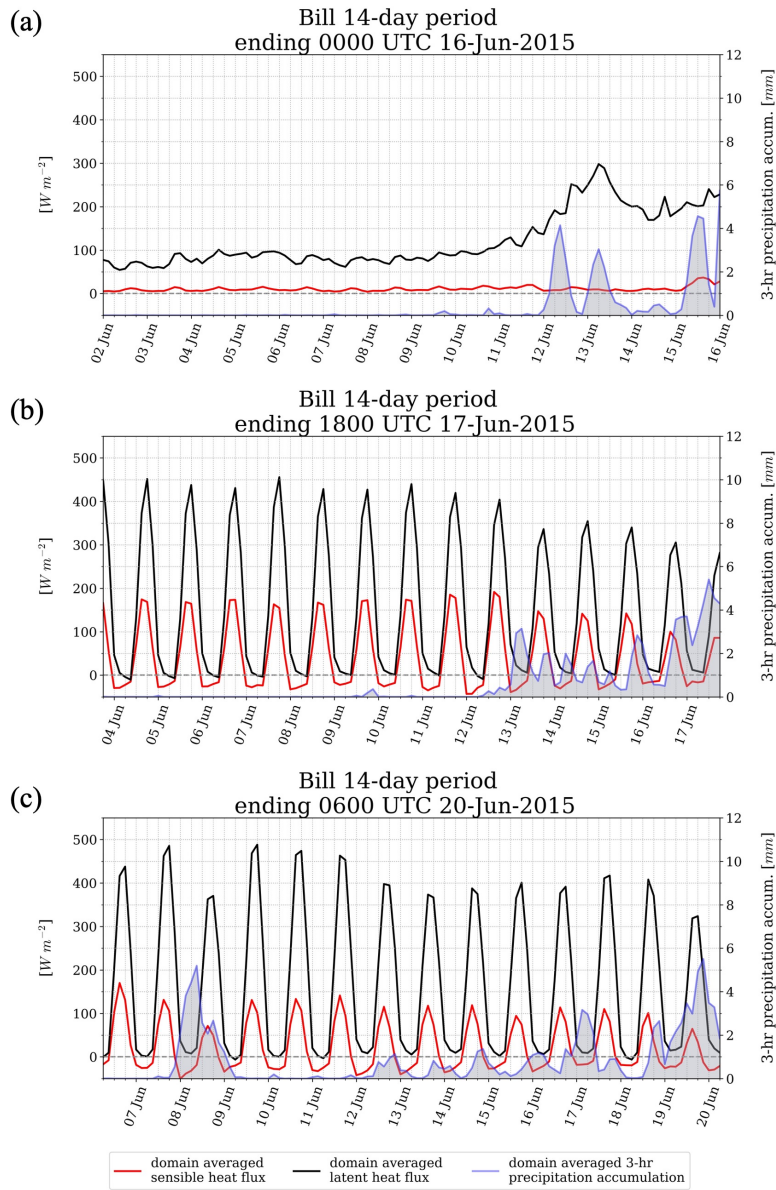 (a)
Bill 14-day period
ending 0000 UTC 16-Jun-2015
500
400
300
200
100
0
[W m⁻²]
12
10
8
6
4
2
0
3-hr precipitation accum. [mm]
02 Jun
03 Jun
04 Jun
05 Jun
06 Jun
07 Jun
08 Jun
09 Jun
10 Jun
11 Jun
12 Jun
13 Jun
14 Jun
15 Jun
16 Jun
(b)
Bill 14-day period
ending 1800 UTC 17-Jun-2015
500
400
300
200
100
0
[W m⁻²]
12
10
8
6
4
2
0
3-hr precipitation accum. [mm]
04 Jun
05 Jun
06 Jun
07 Jun
08 Jun
09 Jun
10 Jun
11 Jun
12 Jun
13 Jun
14 Jun
15 Jun
16 Jun
17 Jun
(c)
Bill 14-day period
ending 0600 UTC 20-Jun-2015
500
400
300
200
100
0
[W m⁻²]
12
10
8
6
4
2
0
3-hr precipitation accum. [mm]
07 Jun
08 Jun
09 Jun
10 Jun
11 Jun
12 Jun
13 Jun
14 Jun
15 Jun
16 Jun
17 Jun
18 Jun
19 Jun
20 Jun
domain averaged
sensible heat flux
domain averaged
latent heat flux
domain averaged 3-hr
precipitation accumulation